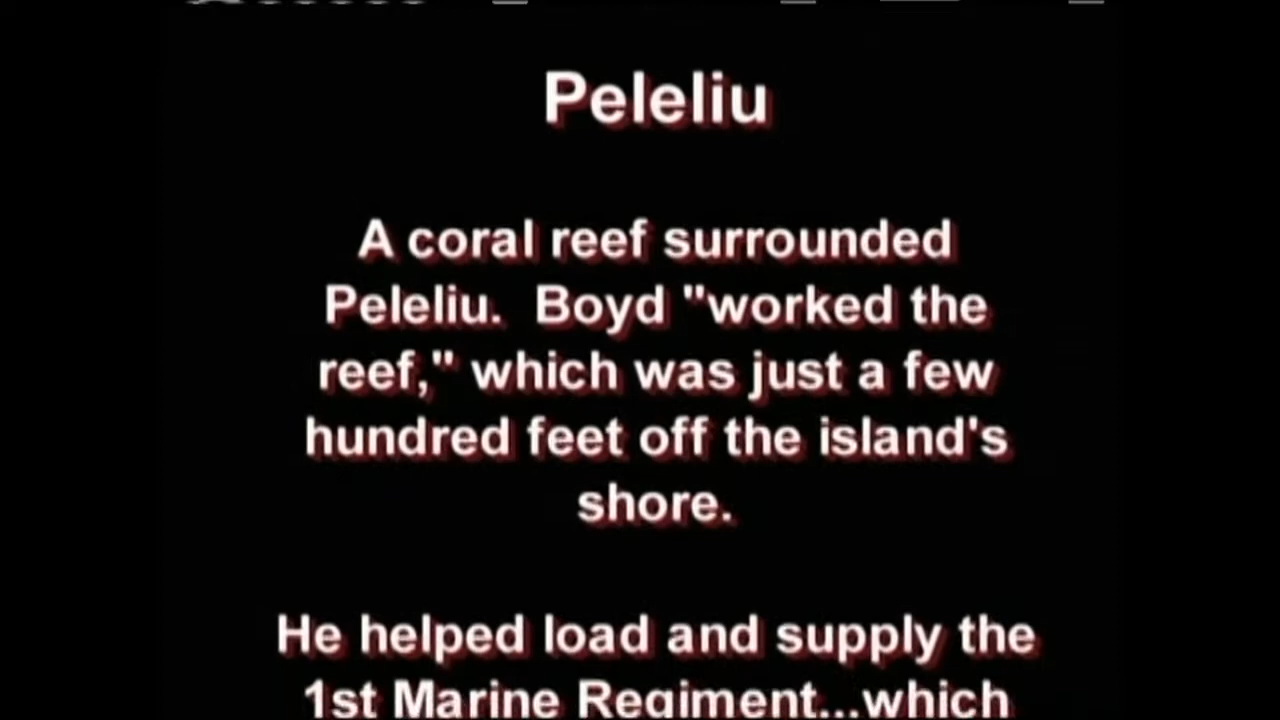 Peleliu
A coral reef surrounded
Peleliu.  Boyd "worked the
reef," which was just a few
hundred feet off the island's
shore.
He helped load and supply the
1st Marine Regiment...which